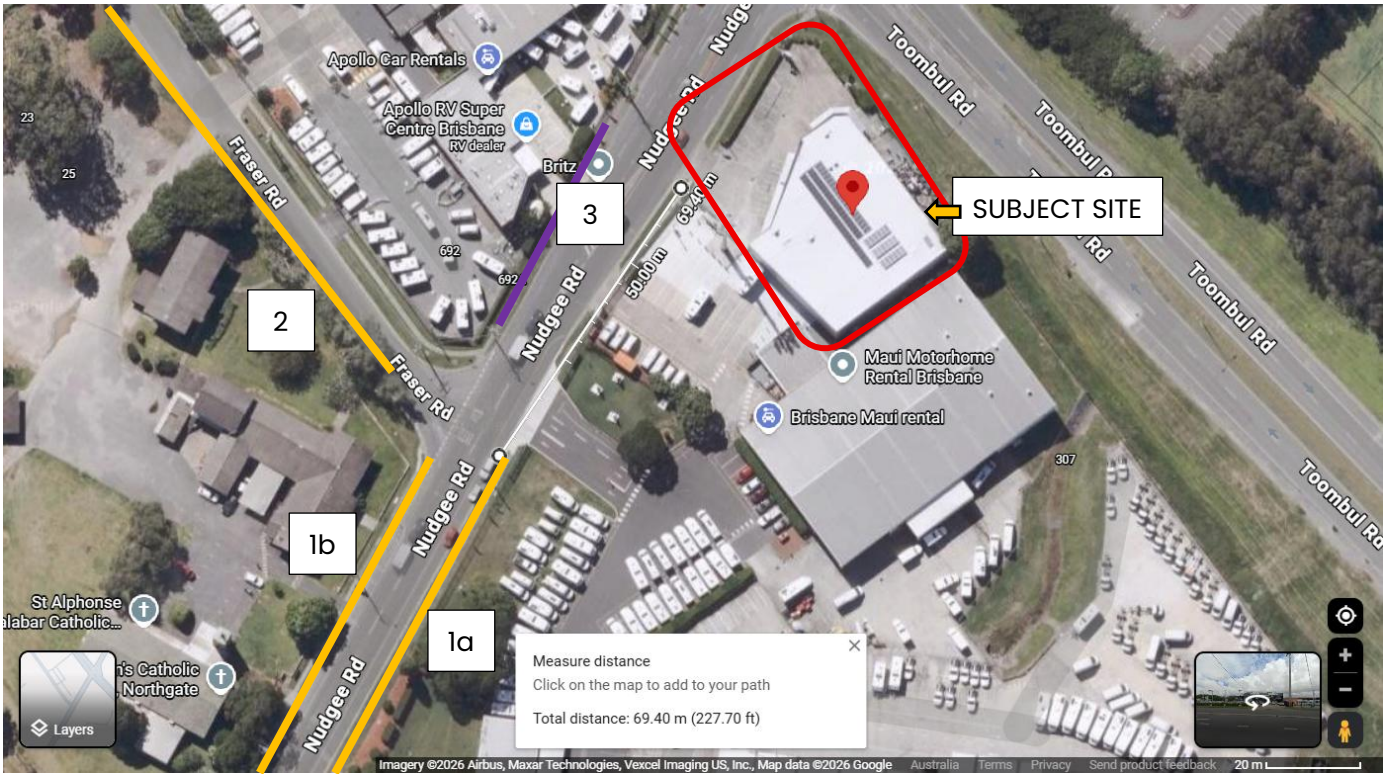 Nudgee Rd
Toombul Rd
Apollo Car Rentals
Apollo RV Super
Centre Brisbane
RV dealer
Toombul Rd
23
25
Fraser Rd
Britz
Nudgee Rd
3
69.40 m
SUBJECT SITE
Rd
692
692
50.00 m
Toombul Rd
2
Nudgee Rd
Fraser Rd
Maui Motorhome
Rental Brisbane
Brisbane Maui rental
307
Toombul Rd
Nudgee Rd
1b
1a
St Alphonse
alabar Catholic...
n's Catholic
, Northgate
Nudgee Rd
Layers
Measure distance
Click on the map to add to your path
Total distance: 69.40 m (227.70 ft)
Imagery ©2026 Airbus, Maxar Technologies, Vexcel Imaging US, Inc., Map data ©2026 Google Australia Terms Privacy Send product feedback 20 m